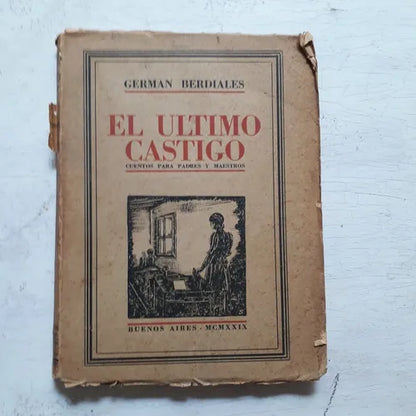 GERMAN BERDIALES
EL ULTIMO
CASTIGO
CUENTOS PARA PADRES Y MAESTROS
BUENOS AIRES - MCMXXIX